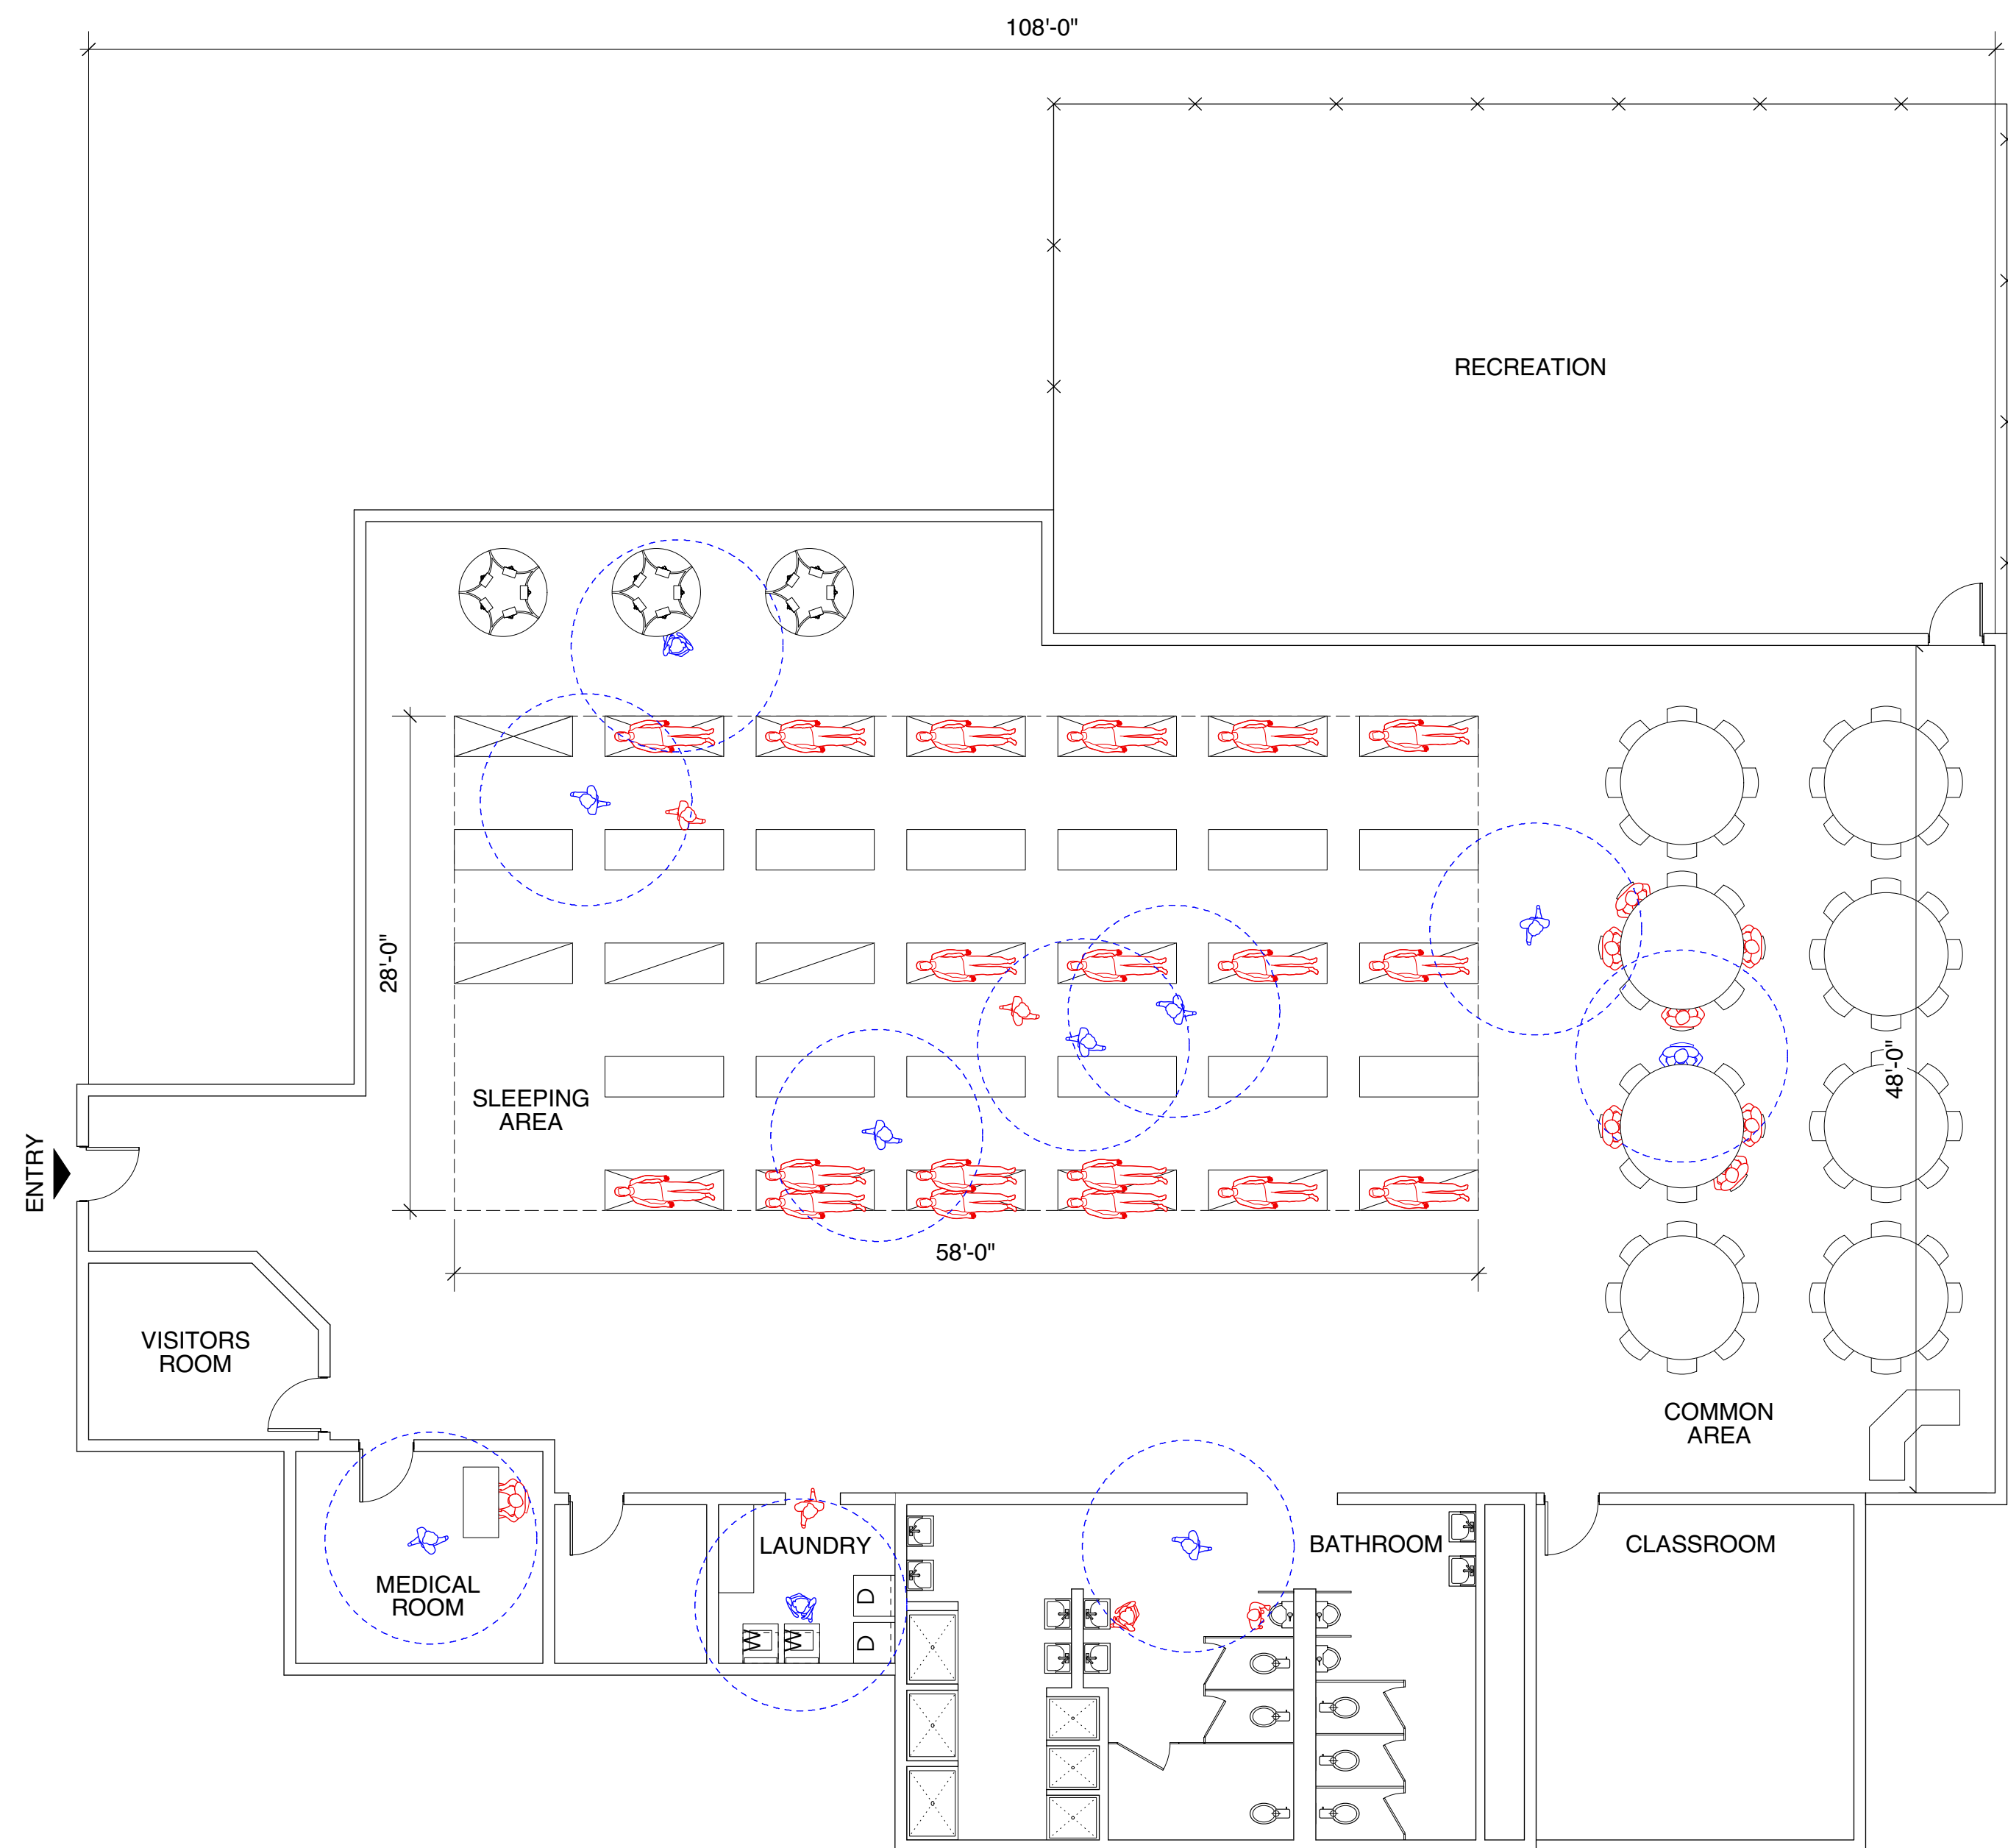 108'-0"
RECREATION
28'-0"
SLEEPING
AREA
48'-0"
ENTRY
58'-0"
VISITORS
ROOM
COMMON
AREA
LAUNDRY
BATHROOM
CLASSROOM
MEDICAL
ROOM
D
W
W
D